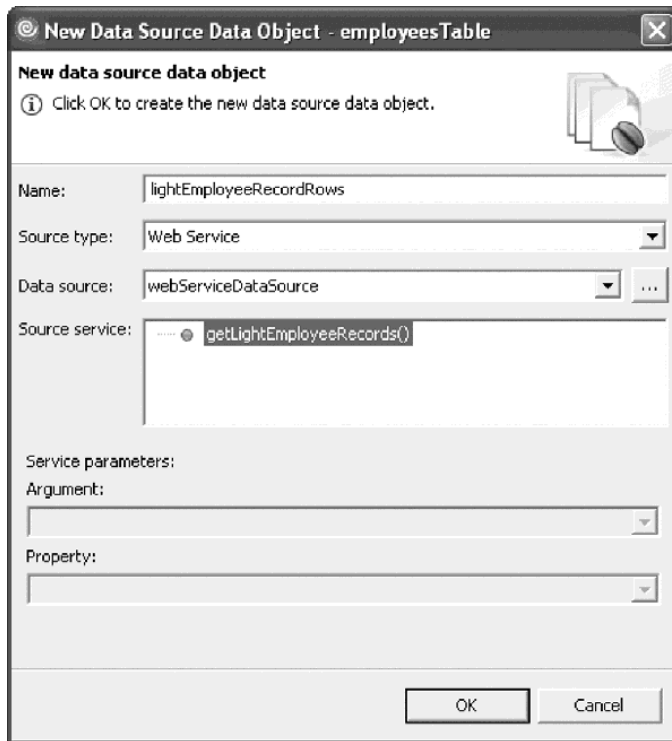 New Data Source Data Object - employeesTable
New data source data object
Click OK to create the new data source data object.
Name: lightEmployeeRecordRows
Source type: Web Service
Data source: webServiceDataSource ...
Source service: getLightEmployeeRecords()
Service parameters:
Argument:
Property:
OK Cancel